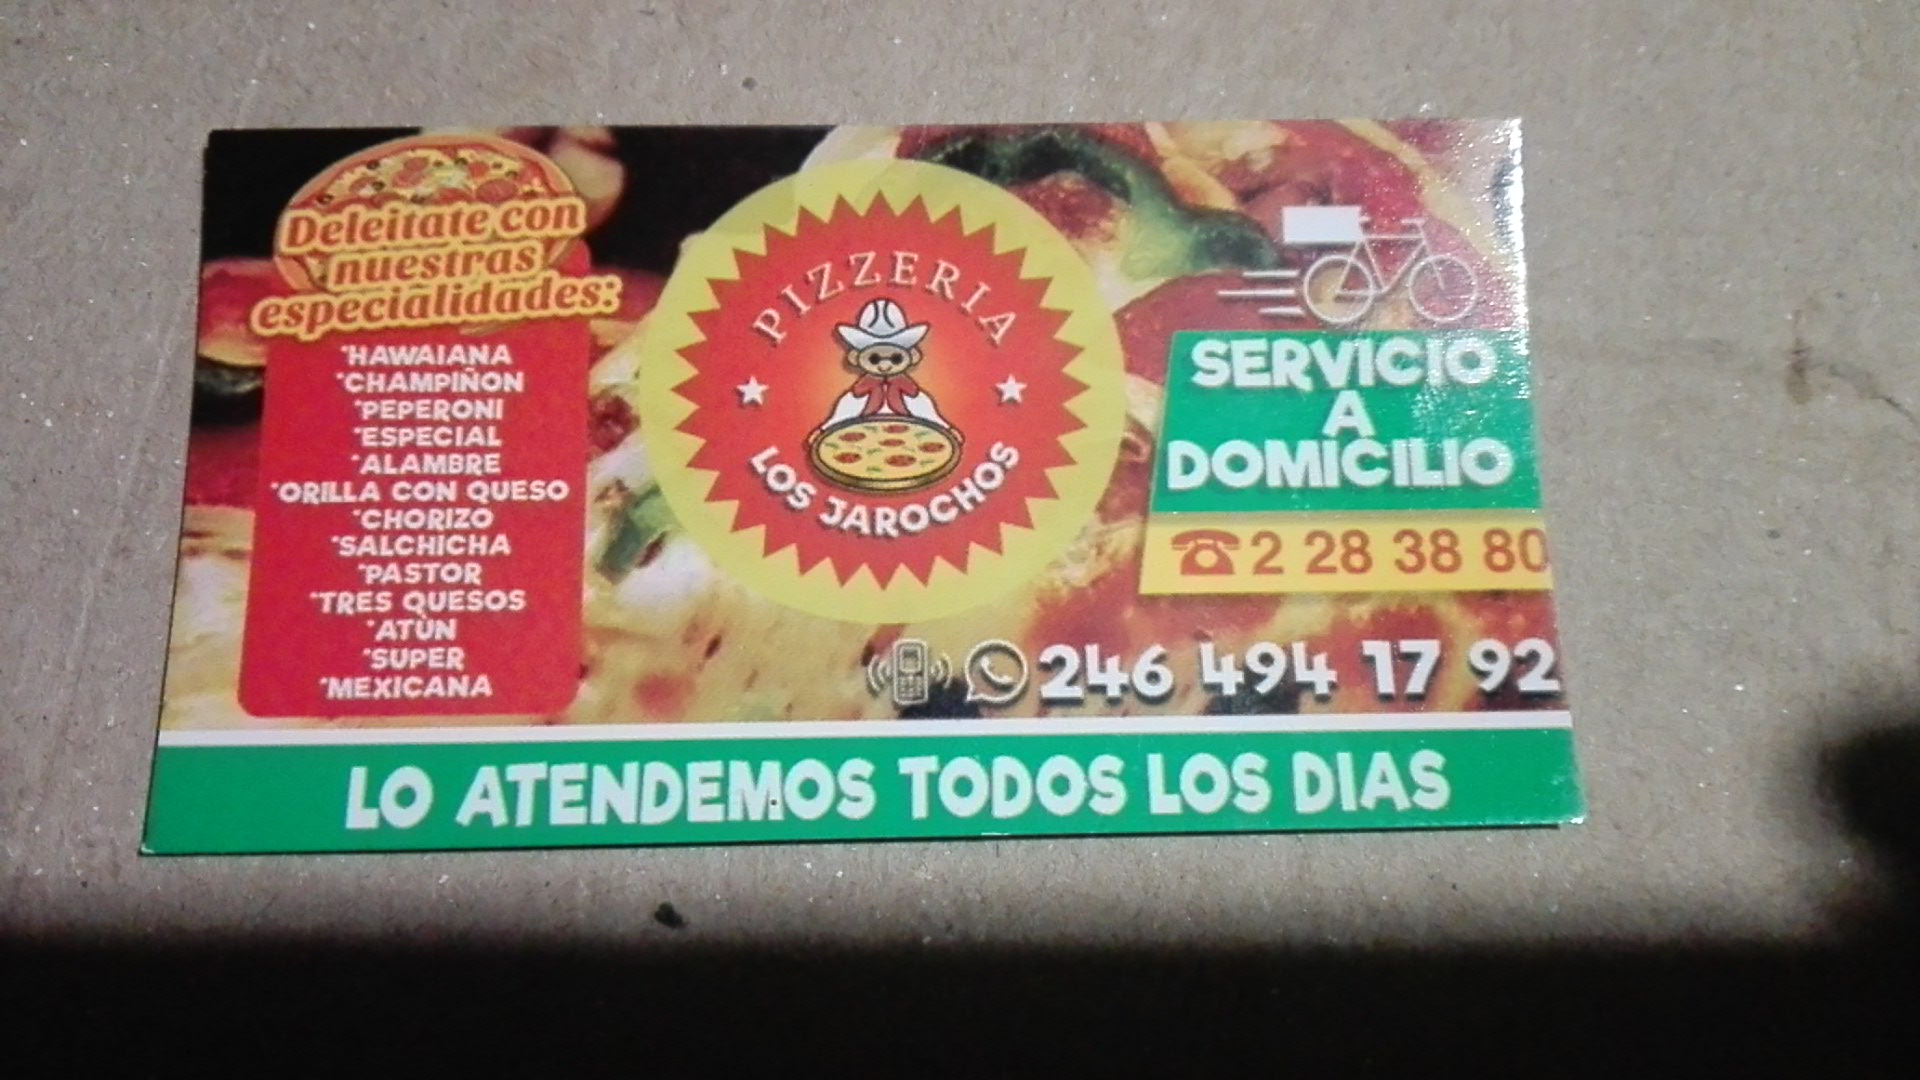 Deleitate con
nuestras
especialidades:
*HAWAIANA
*CHAMPIÑON
*PEPERONI
*ESPECIAL
*ALAMBRE
*ORILLA CON QUESO
*CHORIZO
*SALCHICHA
*PASTOR
*TRES QUESOS
*ATÙN
*SUPER
*MEXICANA
PIZZERIA
LOS JAROCHOS
SERVICIO
A
DOMICILIO
2 28 38 80
246 494 17 92
LO ATENDEMOS TODOS LOS DIAS